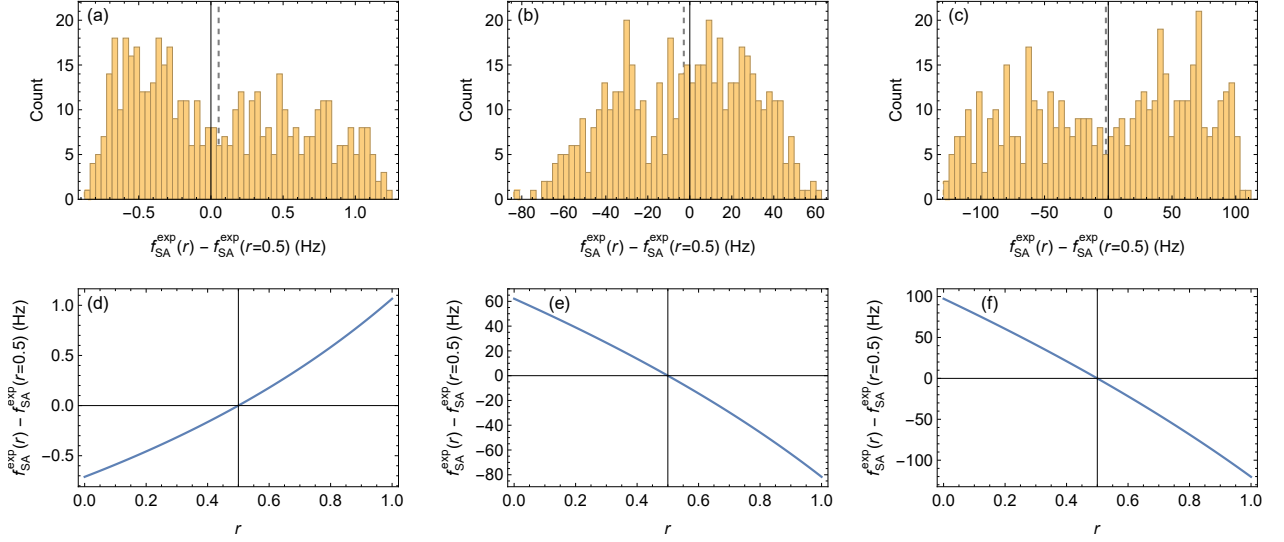 (a)
Count
20
15
10
5
0
−0.5 0.0 0.5 1.0
f_SA^exp(r) − f_SA^exp(r=0.5) (Hz)
(b)
Count
20
15
10
5
0
−80 −60 −40 −20 0 20 40 60
f_SA^exp(r) − f_SA^exp(r=0.5) (Hz)
(c)
Count
20
15
10
5
0
−100 −50 0 50 100
f_SA^exp(r) − f_SA^exp(r=0.5) (Hz)
(d)
f_SA^exp(r) − f_SA^exp(r=0.5) (Hz)
1.0
0.5
0.0
−0.5
0.0 0.2 0.4 0.6 0.8 1.0
r
(e)
f_SA^exp(r) − f_SA^exp(r=0.5) (Hz)
60
40
20
0
−20
−40
−60
−80
0.0 0.2 0.4 0.6 0.8 1.0
r
(f)
f_SA^exp(r) − f_SA^exp(r=0.5) (Hz)
100
50
0
−50
−100
0.0 0.2 0.4 0.6 0.8 1.0
r